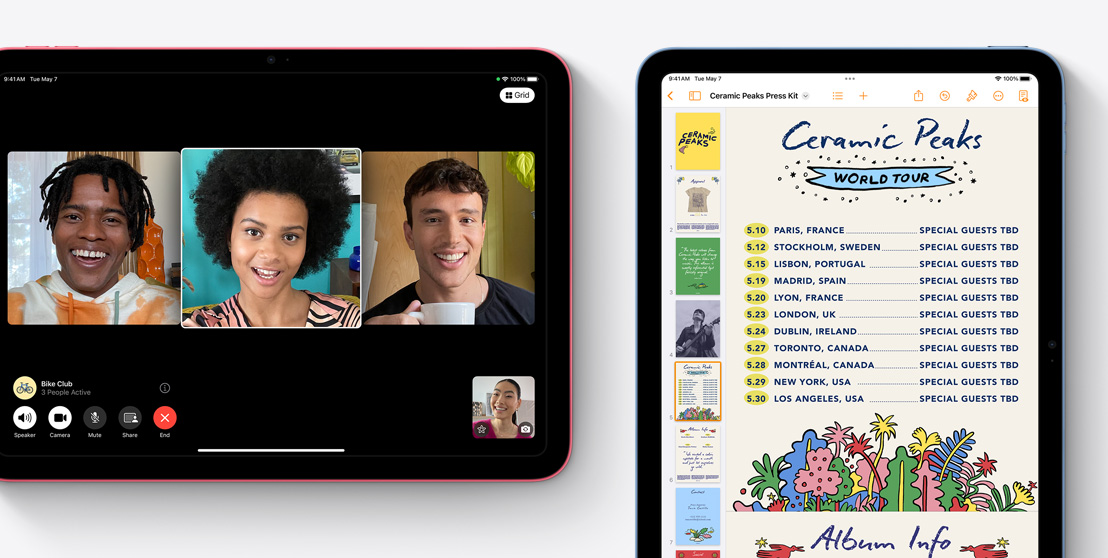 9:41AM Tue May 7
100%
Grid
Bike Club
3 People Active
Speaker
Camera
Mute
Share
End
9:41AM Tue May 7
100%
Ceramic Peaks Press Kit
CERAMIC
PEAKS
1
Apparel
2
3
4
Ceramic Peaks
5
Album Info
6
Contact
7
Ceramic Peaks
WORLD TOUR
5.10 PARIS, FRANCE SPECIAL GUESTS TBD
5.12 STOCKHOLM, SWEDEN SPECIAL GUESTS TBD
5.15 LISBON, PORTUGAL SPECIAL GUESTS TBD
5.19 MADRID, SPAIN SPECIAL GUESTS TBD
5.20 LYON, FRANCE SPECIAL GUESTS TBD
5.23 LONDON, UK SPECIAL GUESTS TBD
5.24 DUBLIN, IRELAND SPECIAL GUESTS TBD
5.27 TORONTO, CANADA SPECIAL GUESTS TBD
5.28 MONTRÉAL, CANADA SPECIAL GUESTS TBD
5.29 NEW YORK, USA SPECIAL GUESTS TBD
5.30 LOS ANGELES, USA SPECIAL GUESTS TBD
Album Info